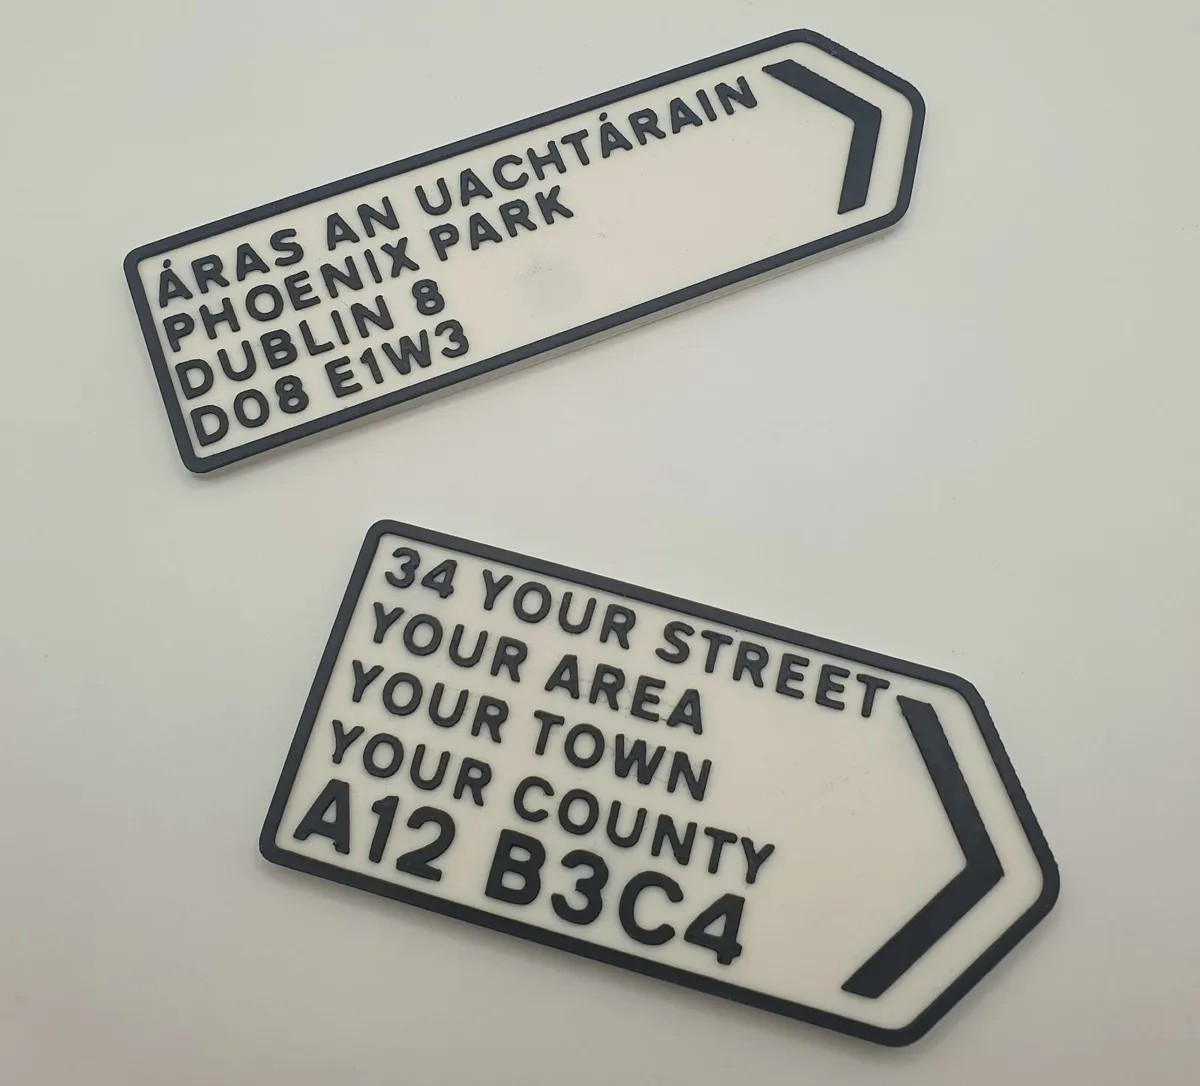 ÁRAS AN UACHTÁRAIN
PHOENIX PARK
DUBLIN 8
D08 E1W3
34 YOUR STREET
YOUR AREA
YOUR TOWN
YOUR COUNTY
A12 B3C4